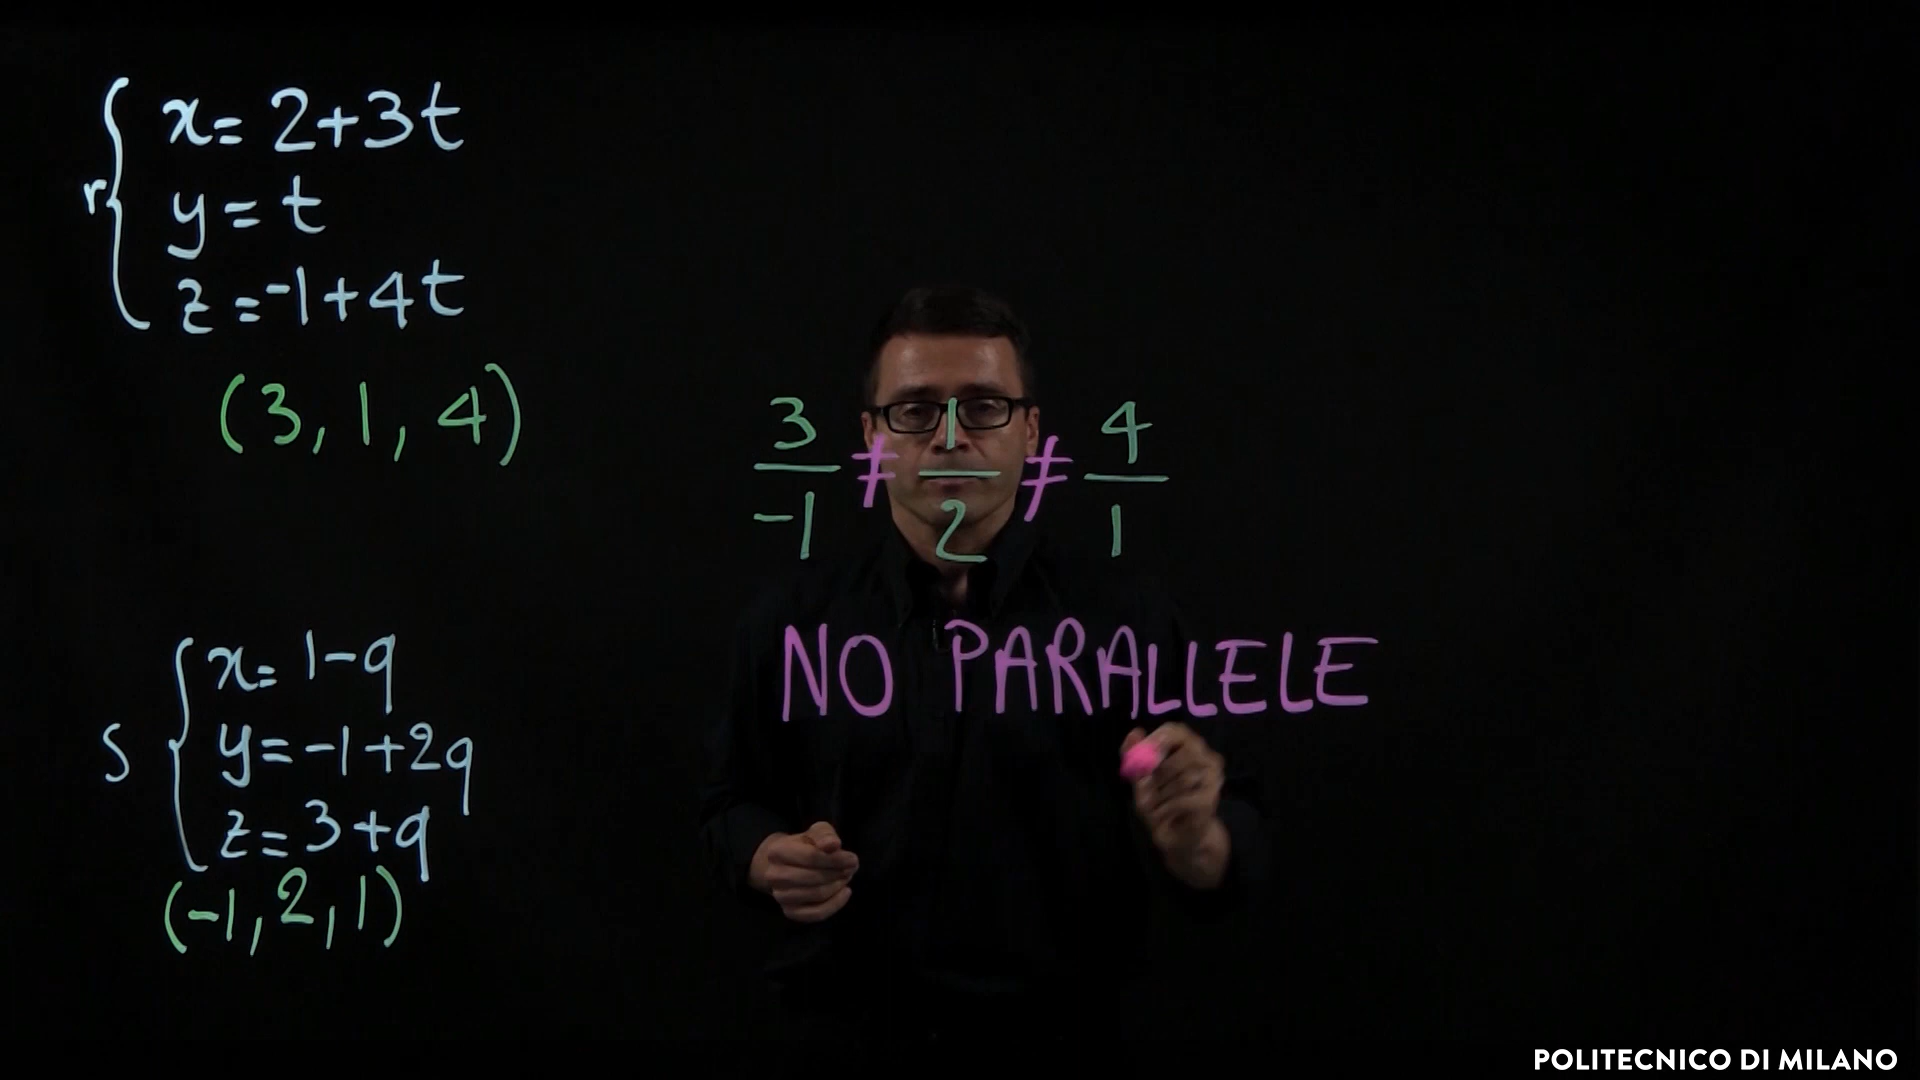 r { x = 2+3t
y = t
z = -1+4t
(3, 1, 4)
3/-1 ≠ 1/2 ≠ 4/1
NO PARALLELE
S { x = 1-q
y = -1+2q
z = 3+q
(-1, 2, 1)
POLITECNICO DI MILANO